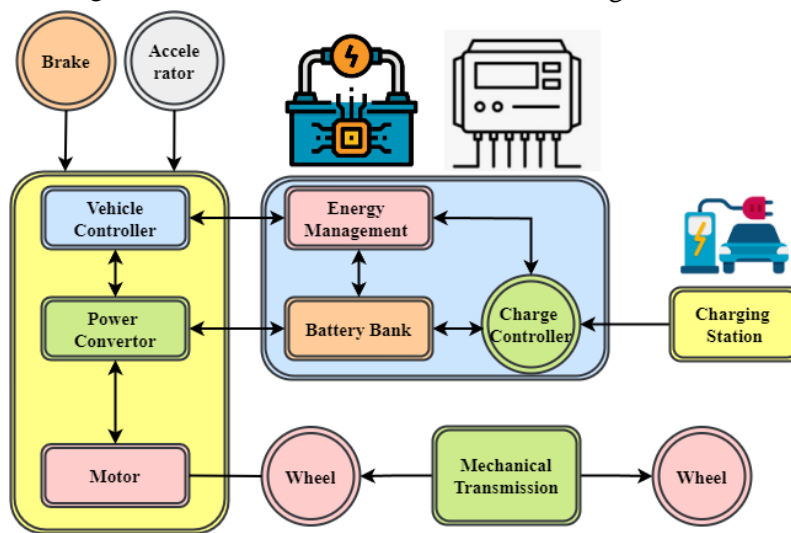 Brake
Accele
rator
Vehicle
Controller
Energy
Management
Power
Convertor
Battery Bank
Charge
Controller
Charging
Station
Motor
Wheel
Mechanical
Transmission
Wheel